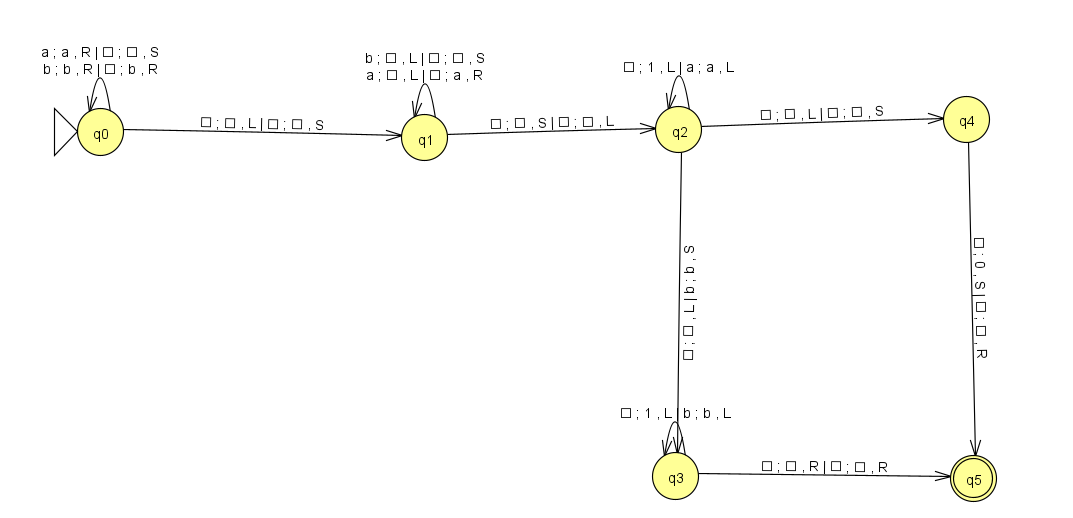 a ; a , R | □ ; □ , S
b ; b , R | □ ; b , R
b ; □ , L | □ ; □ , S
a ; □ , L | □ ; a , R
□ ; 1 , L | a ; a , L
□ ; □ , L | □ ; □ , S
□ ; □ , S | □ ; □ , L
□ ; □ , L | □ ; □ , S
q0
q1
q2
q4
□ ; □ , L | b ; b , S
□ ; 0 , S | □ ; □ , R
□ ; 1 , L | b ; b , L
□ ; □ , R | □ ; □ , R
q3
q5